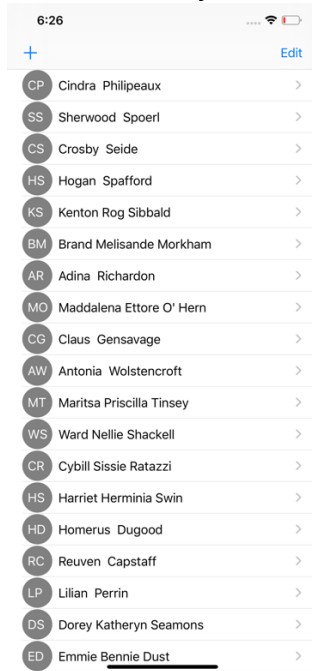 6:26
+ Edit
CP Cindra Philipeaux
SS Sherwood Spoerl
CS Crosby Seide
HS Hogan Spafford
KS Kenton Rog Sibbald
BM Brand Melisande Morkham
AR Adina Richardon
MO Maddalena Ettore O' Hern
CG Claus Gensavage
AW Antonia Wolstencroft
MT Maritsa Priscilla Tinsey
WS Ward Nellie Shackell
CR Cybill Sissie Ratazzi
HS Harriet Herminia Swin
HD Homerus Dugood
RC Reuven Capstaff
LP Lilian Perrin
DS Dorey Katheryn Seamons
ED Emmie Bennie Dust